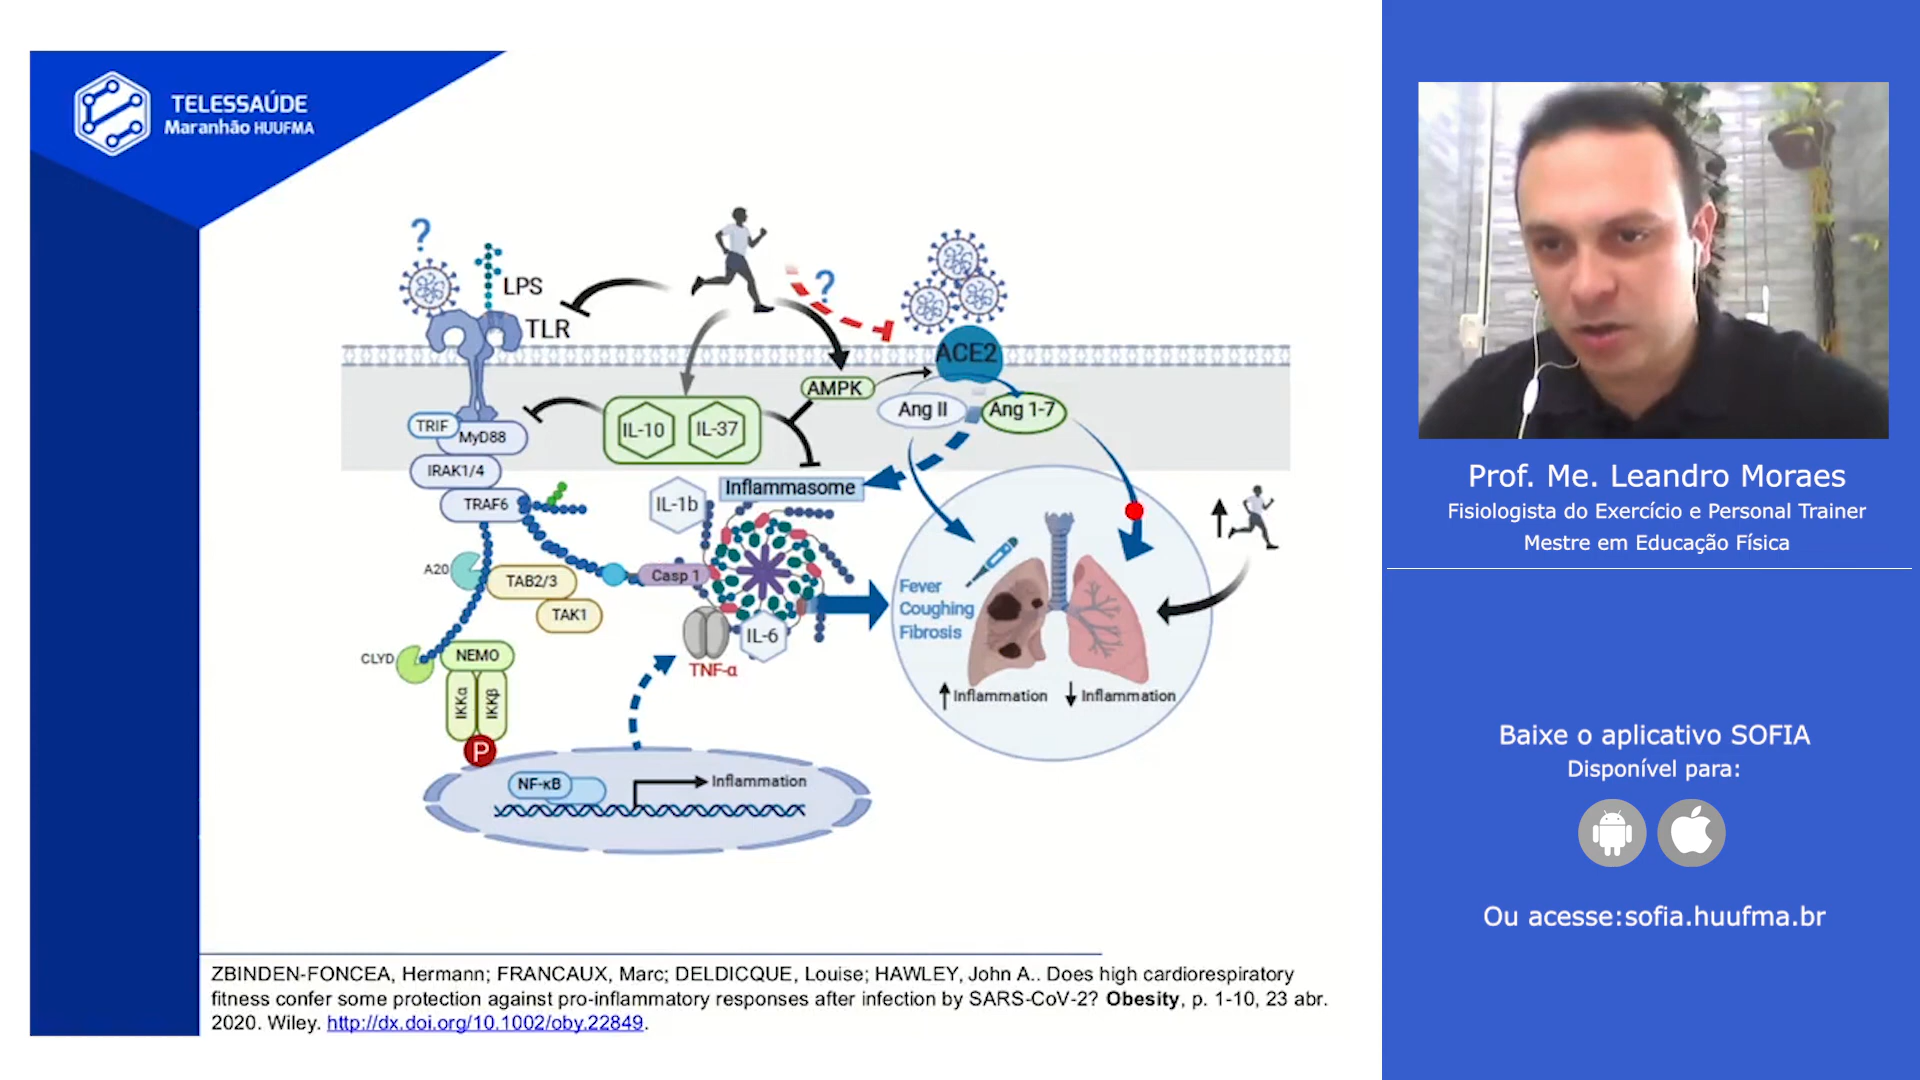 TELESSAÚDE
Maranhão HUUFMA
?
LPS
TLR
?
ACE2
AMPK
Ang II
Ang 1-7
TRIF
MyD88
IL-10
IL-37
IRAK1/4
TRAF6
IL-1b
Inflammasome
A20
TAB2/3
TAK1
Casp 1
IL-6
TNF-α
CLYD
NEMO
IKKα
IKKβ
P
NF-κB
Inflammation
Fever
Coughing
Fibrosis
Inflammation
Inflammation
ZBINDEN-FONCEA, Hermann; FRANCAUX, Marc; DELDICQUE, Louise; HAWLEY, John A.. Does high cardiorespiratory
fitness confer some protection against pro-inflammatory responses after infection by SARS-CoV-2? Obesity, p. 1-10, 23 abr.
2020. Wiley. http://dx.doi.org/10.1002/oby.22849.
Prof. Me. Leandro Moraes
Fisiologista do Exercício e Personal Trainer
Mestre em Educação Física
Baixe o aplicativo SOFIA
Disponível para:
Ou acesse:sofia.huufma.br